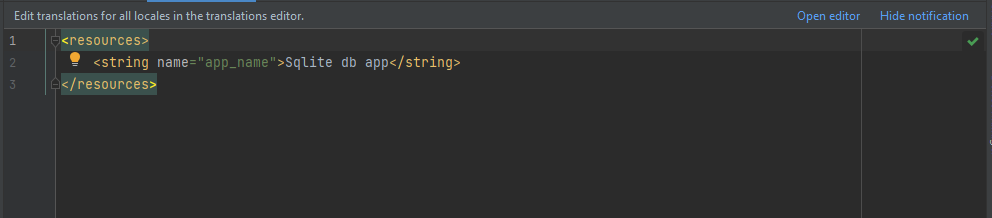 Edit translations for all locales in the translations editor. Open editor Hide notification
1 <resources>
2 <string name="app_name">Sqlite db app</string>
3 </resources>